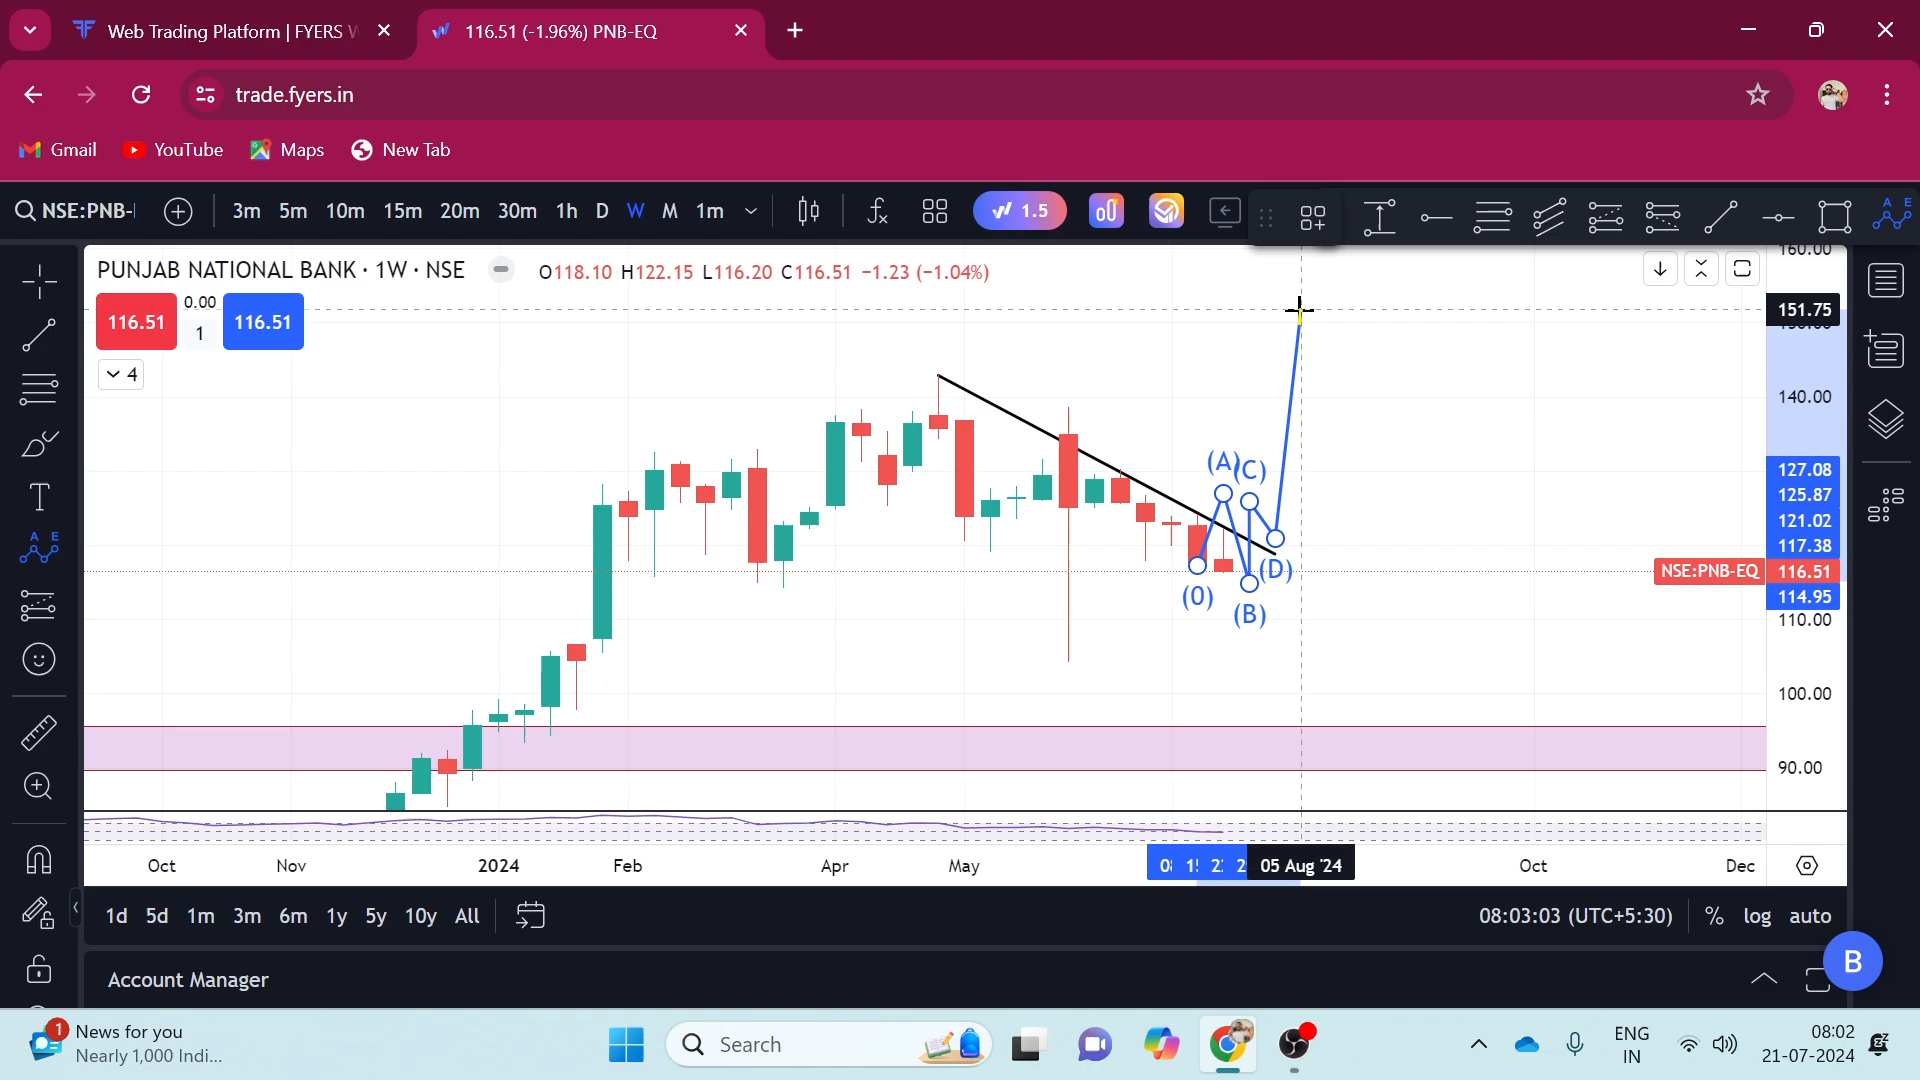 Web Trading Platform | FYERS W
116.51 (-1.96%) PNB-EQ
trade.fyers.in
Gmail
YouTube
Maps
New Tab
NSE:PNB-
3m 5m 10m 15m 20m 30m 1h D W M 1m
1.5
A E
PUNJAB NATIONAL BANK · 1W · NSE
O118.10 H122.15 L116.20 C116.51 −1.23 (−1.04%)
116.51
0.00
1
116.51
4
160.00
151.75
140.00
127.08
125.87
121.02
117.38
NSE:PNB-EQ 116.51
114.95
110.00
100.00
90.00
(A)
(C)
(D)
(0)
(B)
T
A E
Oct Nov 2024 Feb Apr May 05 Aug '24 Oct Dec
1d 5d 1m 3m 6m 1y 5y 10y All
08:03:03 (UTC+5:30)
% log auto
Account Manager
B
1
News for you
Nearly 1,000 Indi...
Search
ENG
IN
08:02
21-07-2024